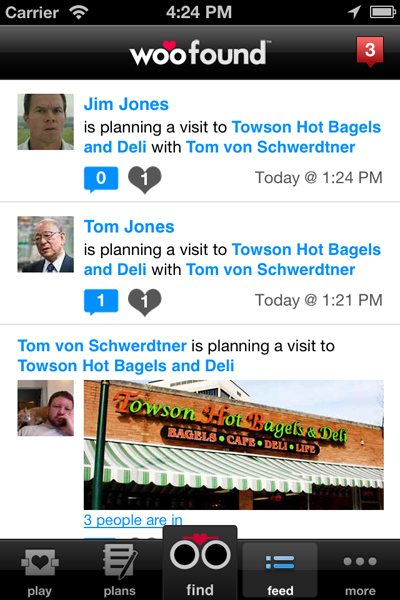 Carrier 4:24 PM
woofound™ 3
Jim Jones
is planning a visit to Towson Hot Bagels
and Deli with Tom von Schwerdtner
0 1 Today @ 1:24 PM
Tom Jones
is planning a visit to Towson Hot Bagels
and Deli with Tom von Schwerdtner
1 1 Today @ 1:21 PM
Tom von Schwerdtner is planning a visit to
Towson Hot Bagels and Deli
Towson Hot Bagels & Deli
BAGELS • CAFE • DELI • LIFE
3 people are in
play plans find feed more